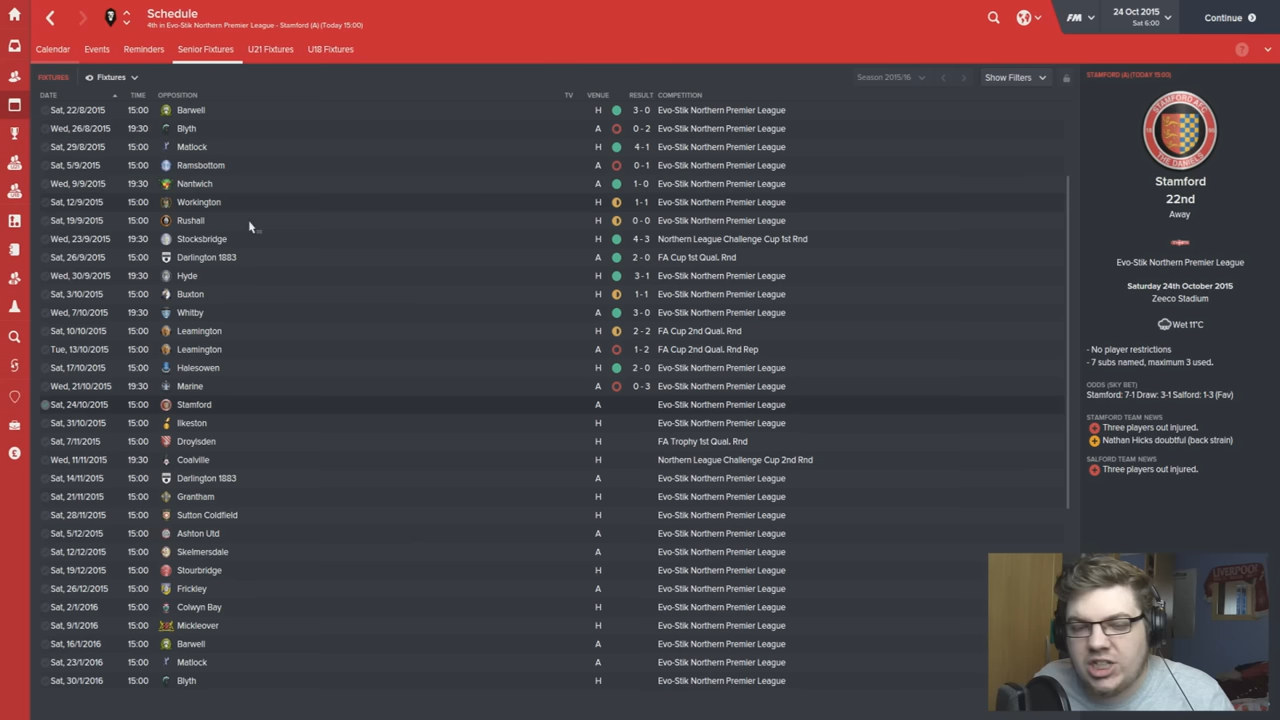 Schedule
4th in Evo-Stik Northern Premier League - Stamford (A) (Today 15:00)
FM
24 Oct 2015
Sat 6:00
Continue
Calendar Events Reminders Senior Fixtures U21 Fixtures U18 Fixtures
FIXTURES Fixtures Season 2015/16 Show Filters
DATE TIME OPPOSITION TV VENUE RESULT COMPETITION
Sat, 22/8/2015 15:00 Barwell H 3 - 0 Evo-Stik Northern Premier League
Wed, 26/8/2015 19:30 Blyth A 0 - 2 Evo-Stik Northern Premier League
Sat, 29/8/2015 15:00 Matlock H 4 - 1 Evo-Stik Northern Premier League
Sat, 5/9/2015 15:00 Ramsbottom A 0 - 1 Evo-Stik Northern Premier League
Wed, 9/9/2015 19:30 Nantwich A 1 - 0 Evo-Stik Northern Premier League
Sat, 12/9/2015 15:00 Workington H 1 - 1 Evo-Stik Northern Premier League
Sat, 19/9/2015 15:00 Rushall H 0 - 0 Evo-Stik Northern Premier League
Wed, 23/9/2015 19:30 Stocksbridge H 4 - 3 Northern League Challenge Cup 1st Rnd
Sat, 26/9/2015 15:00 Darlington 1883 A 2 - 0 FA Cup 1st Qual. Rnd
Wed, 30/9/2015 19:30 Hyde H 3 - 1 Evo-Stik Northern Premier League
Sat, 3/10/2015 15:00 Buxton H 1 - 1 Evo-Stik Northern Premier League
Wed, 7/10/2015 19:30 Whitby A 3 - 0 Evo-Stik Northern Premier League
Sat, 10/10/2015 15:00 Leamington H 2 - 2 FA Cup 2nd Qual. Rnd
Tue, 13/10/2015 15:00 Leamington A 1 - 2 FA Cup 2nd Qual. Rnd Rep
Sat, 17/10/2015 15:00 Halesowen H 2 - 0 Evo-Stik Northern Premier League
Wed, 21/10/2015 19:30 Marine A 0 - 3 Evo-Stik Northern Premier League
Sat, 24/10/2015 15:00 Stamford A Evo-Stik Northern Premier League
Sat, 31/10/2015 15:00 Ilkeston H Evo-Stik Northern Premier League
Sat, 7/11/2015 15:00 Droylsden H FA Trophy 1st Qual. Rnd
Wed, 11/11/2015 19:30 Coalville H Northern League Challenge Cup 2nd Rnd
Sat, 14/11/2015 15:00 Darlington 1883 A Evo-Stik Northern Premier League
Sat, 21/11/2015 15:00 Grantham H Evo-Stik Northern Premier League
Sat, 28/11/2015 15:00 Sutton Coldfield H Evo-Stik Northern Premier League
Sat, 5/12/2015 15:00 Ashton Utd A Evo-Stik Northern Premier League
Sat, 12/12/2015 15:00 Skelmersdale A Evo-Stik Northern Premier League
Sat, 19/12/2015 15:00 Stourbridge H Evo-Stik Northern Premier League
Sat, 26/12/2015 15:00 Frickley A Evo-Stik Northern Premier League
Sat, 2/1/2016 15:00 Colwyn Bay H Evo-Stik Northern Premier League
Sat, 9/1/2016 15:00 Mickleover H Evo-Stik Northern Premier League
Sat, 16/1/2016 15:00 Barwell A Evo-Stik Northern Premier League
Sat, 23/1/2016 15:00 Matlock A Evo-Stik Northern Premier League
Sat, 30/1/2016 15:00 Blyth H Evo-Stik Northern Premier League
STAMFORD (A) (TODAY 15:00)
STAMFORD AFC
THE DANIELS
Stamford
22nd
Away
Evo-Stik Northern Premier League
Saturday 24th October 2015
Zeeco Stadium
Wet 11°C
- No player restrictions
- 7 subs named, maximum 3 used.
ODDS (SKY BET)
Stamford: 7-1 Draw: 3-1 Salford: 1-3 (Fav)
STAMFORD TEAM NEWS
Three players out injured.
Nathan Hicks doubtful (back strain)
SALFORD TEAM NEWS
Three players out injured.
LIVERPOOL